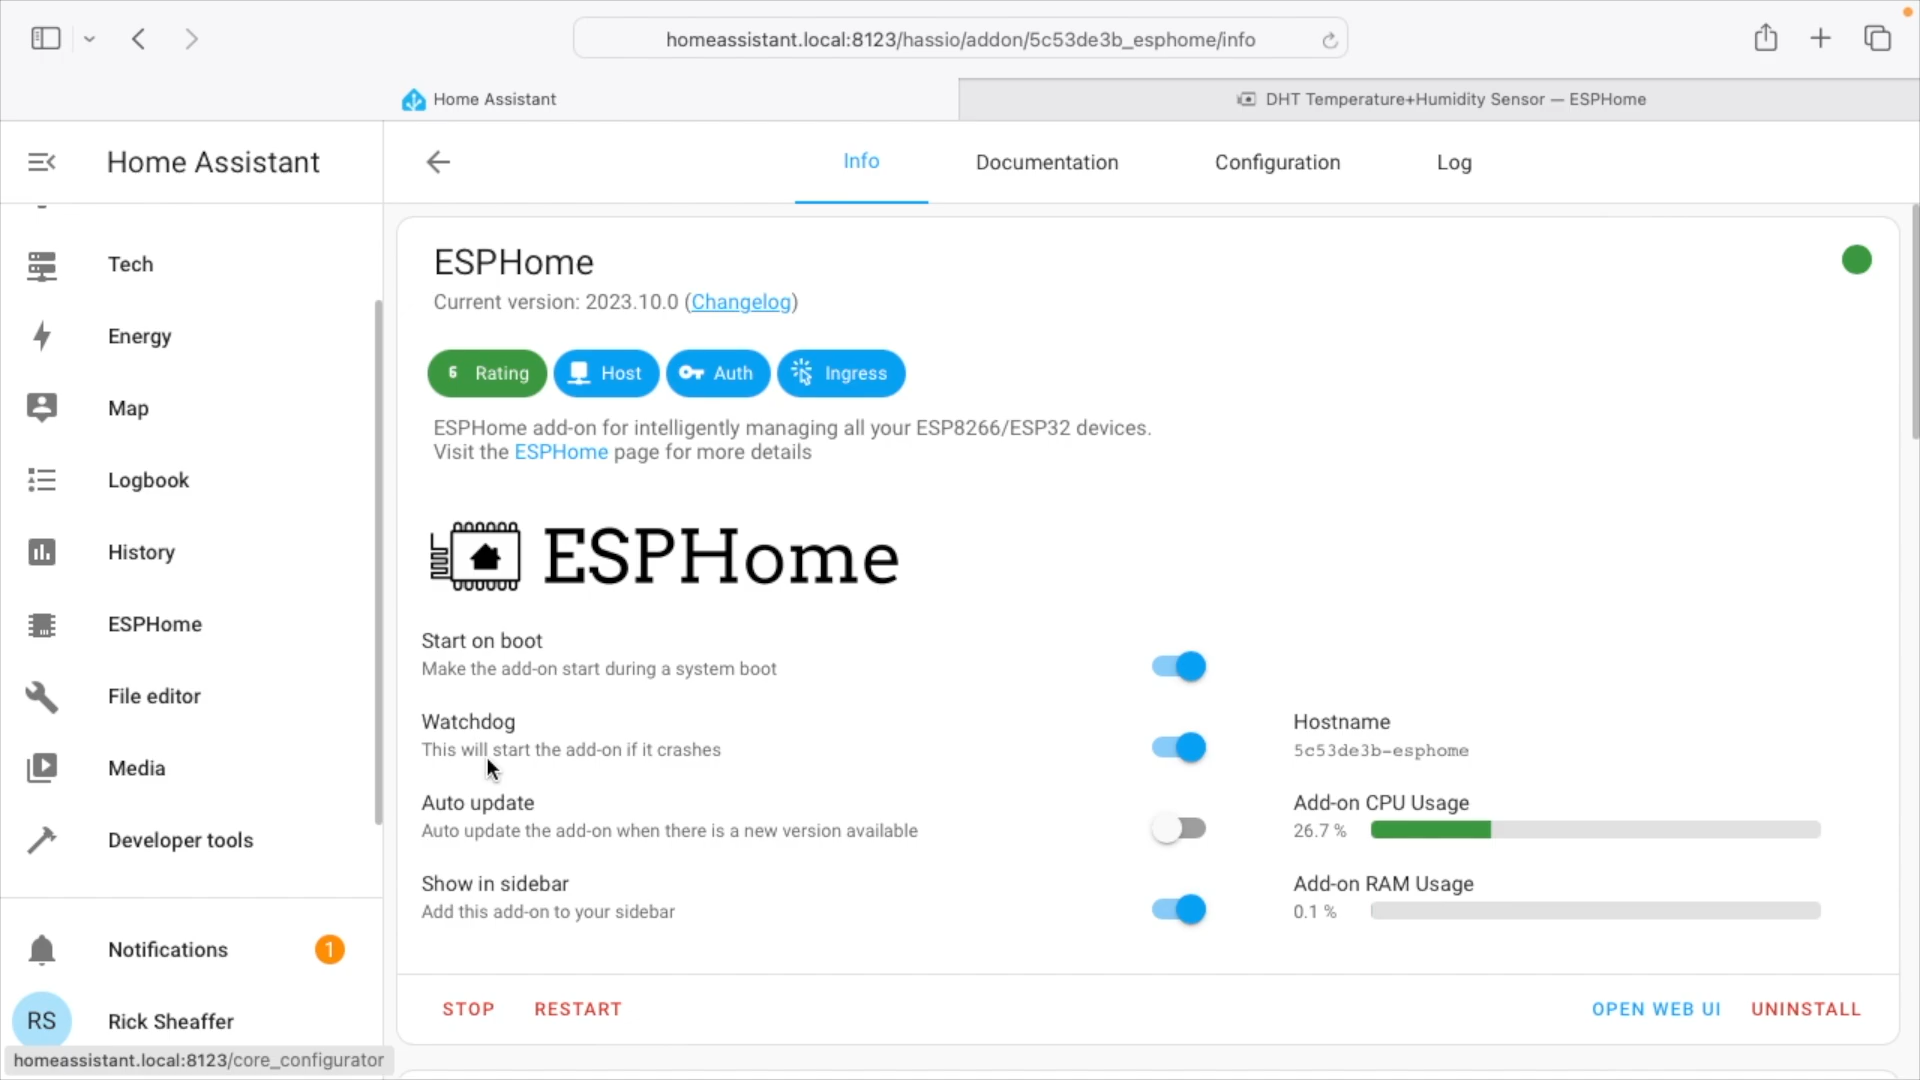 homeassistant.local:8123/hassio/addon/5c53de3b_esphome/info
Home Assistant
DHT Temperature+Humidity Sensor — ESPHome
Home Assistant
Info
Documentation
Configuration
Log
Tech
Energy
Map
Logbook
History
ESPHome
File editor
Media
Developer tools
Notifications
1
RS
Rick Sheaffer
homeassistant.local:8123/core_configurator
ESPHome
Current version: 2023.10.0 (Changelog)
6 Rating
Host
Auth
Ingress
ESPHome add-on for intelligently managing all your ESP8266/ESP32 devices.
Visit the ESPHome page for more details
ESPHome
Start on boot
Make the add-on start during a system boot
Watchdog
This will start the add-on if it crashes
Hostname
5c53de3b-esphome
Auto update
Auto update the add-on when there is a new version available
Add-on CPU Usage
26.7 %
Show in sidebar
Add this add-on to your sidebar
Add-on RAM Usage
0.1 %
STOP
RESTART
OPEN WEB UI
UNINSTALL